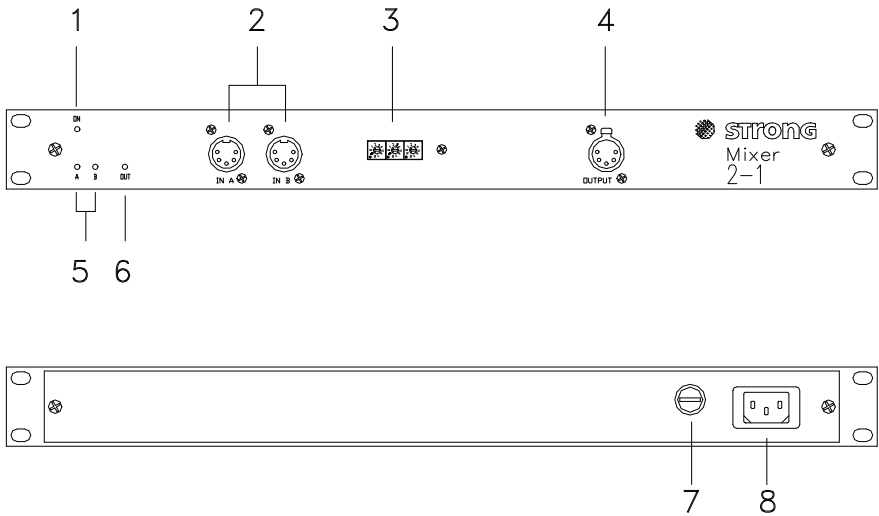 1 2 3 4
ON
A B OUT
IN A IN B
OUTPUT
STRONG
Mixer
2-1
5 6
7 8